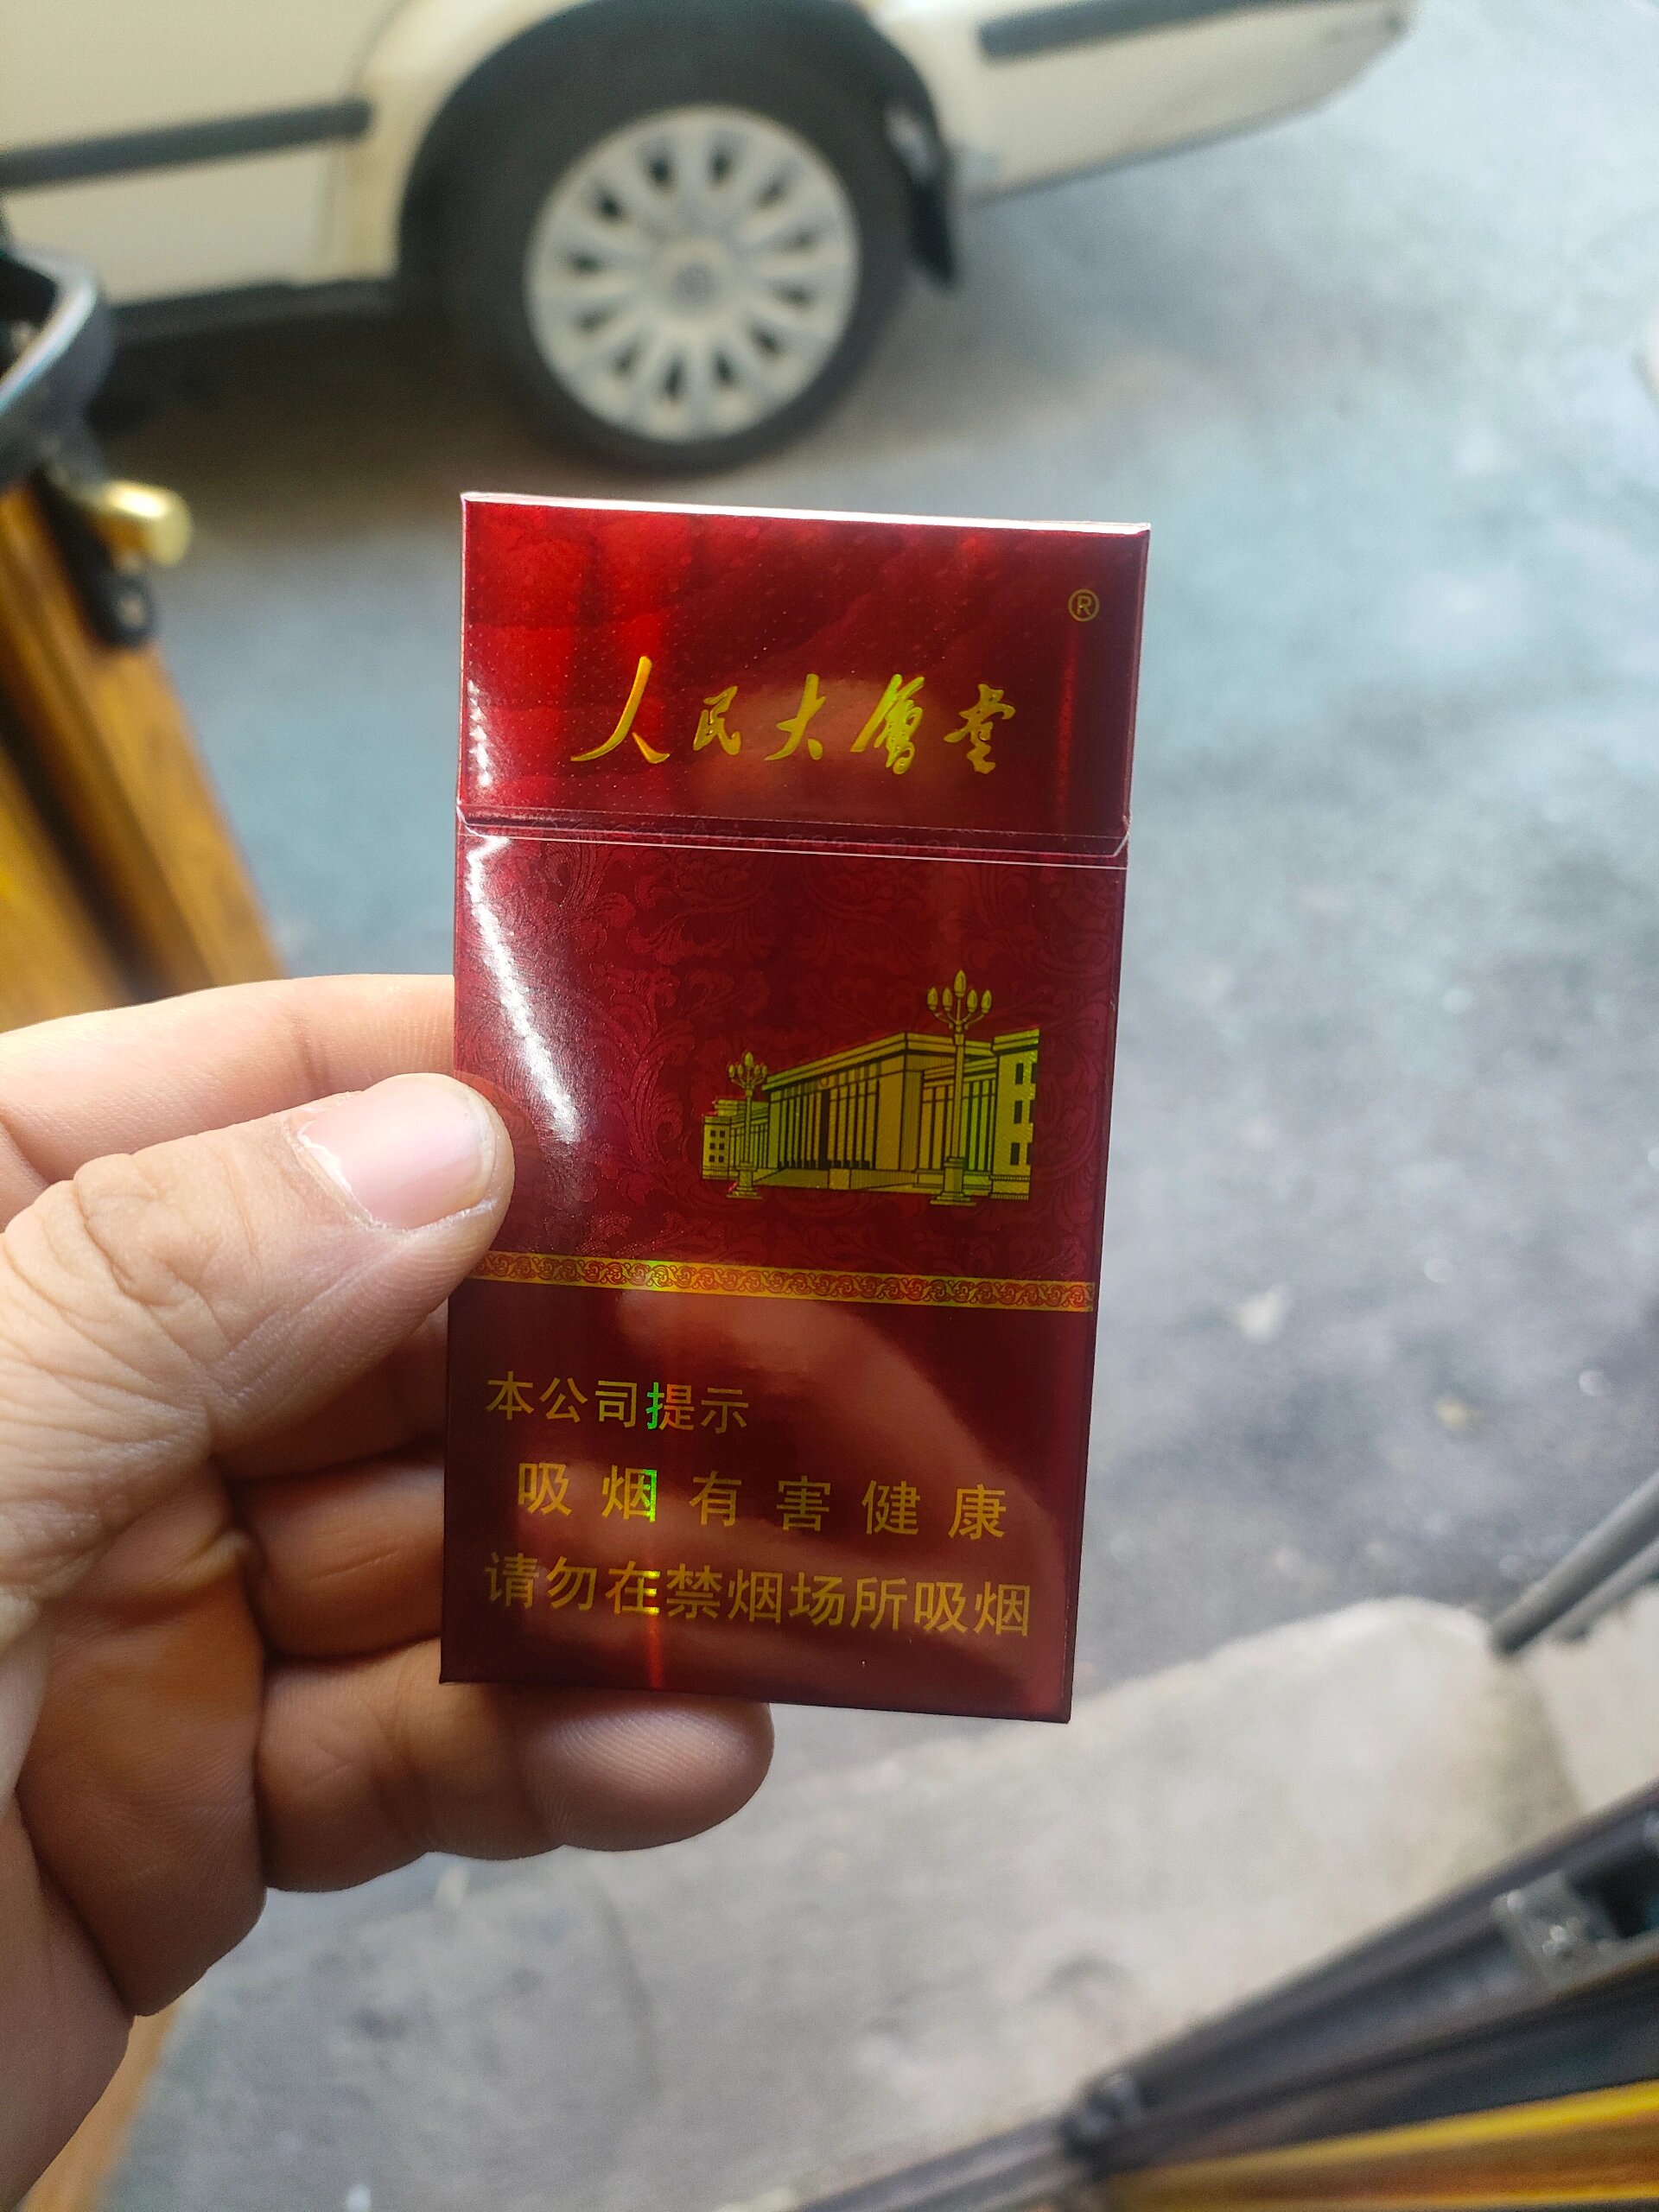 ®
人民大會堂
本公司提示
吸烟有害健康
请勿在禁烟场所吸烟